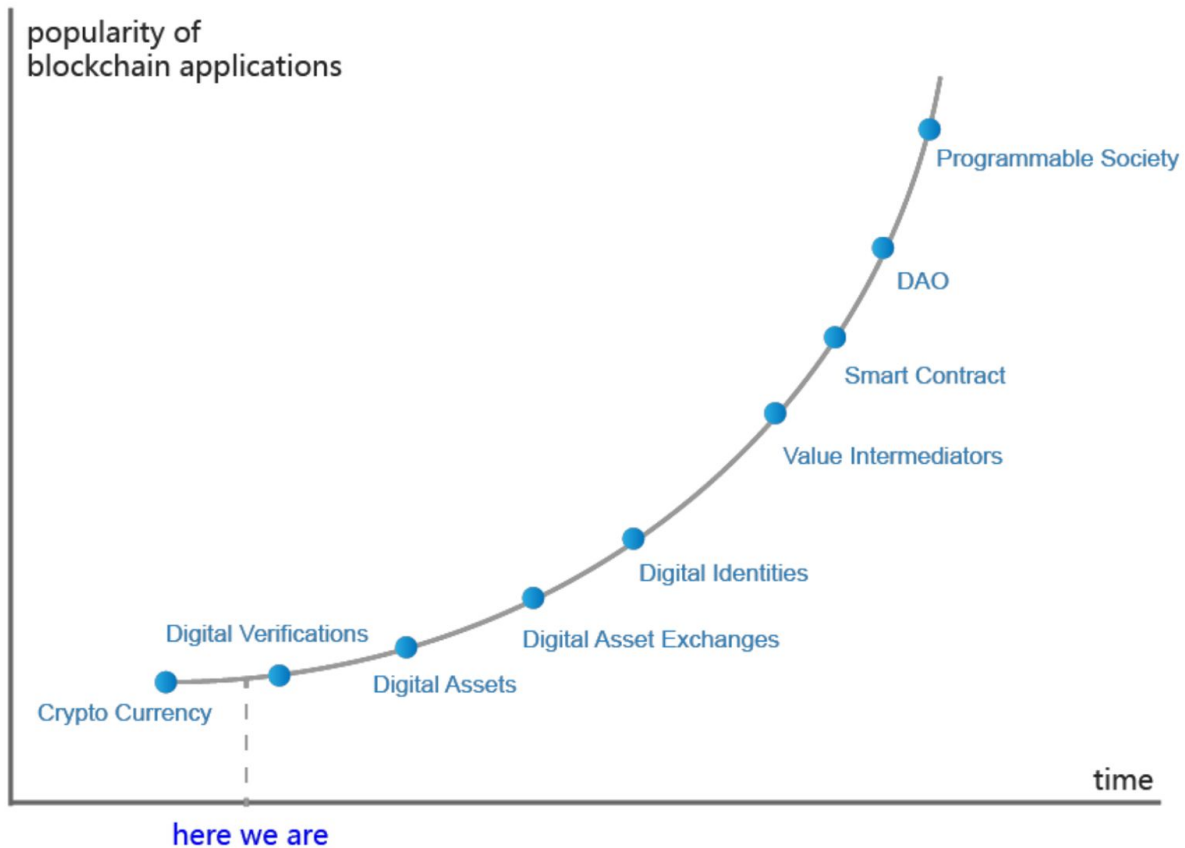 popularity of
blockchain applications
Programmable Society
DAO
Smart Contract
Value Intermediators
Digital Identities
Digital Verifications
Digital Asset Exchanges
Digital Assets
Crypto Currency
time
here we are